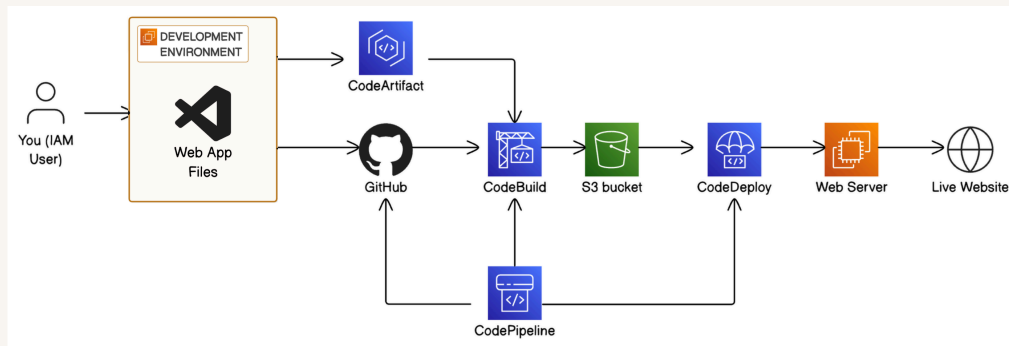 DEVELOPMENT
ENVIRONMENT
Web App
Files
You (IAM
User)
CodeArtifact
GitHub
CodeBuild
S3 bucket
CodeDeploy
Web Server
Live Website
CodePipeline